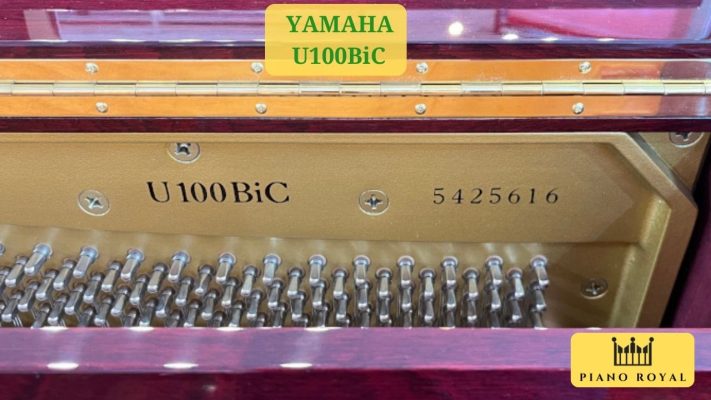 YAMAHA
U100BiC
U100BiC 5425616
PIANO ROYAL